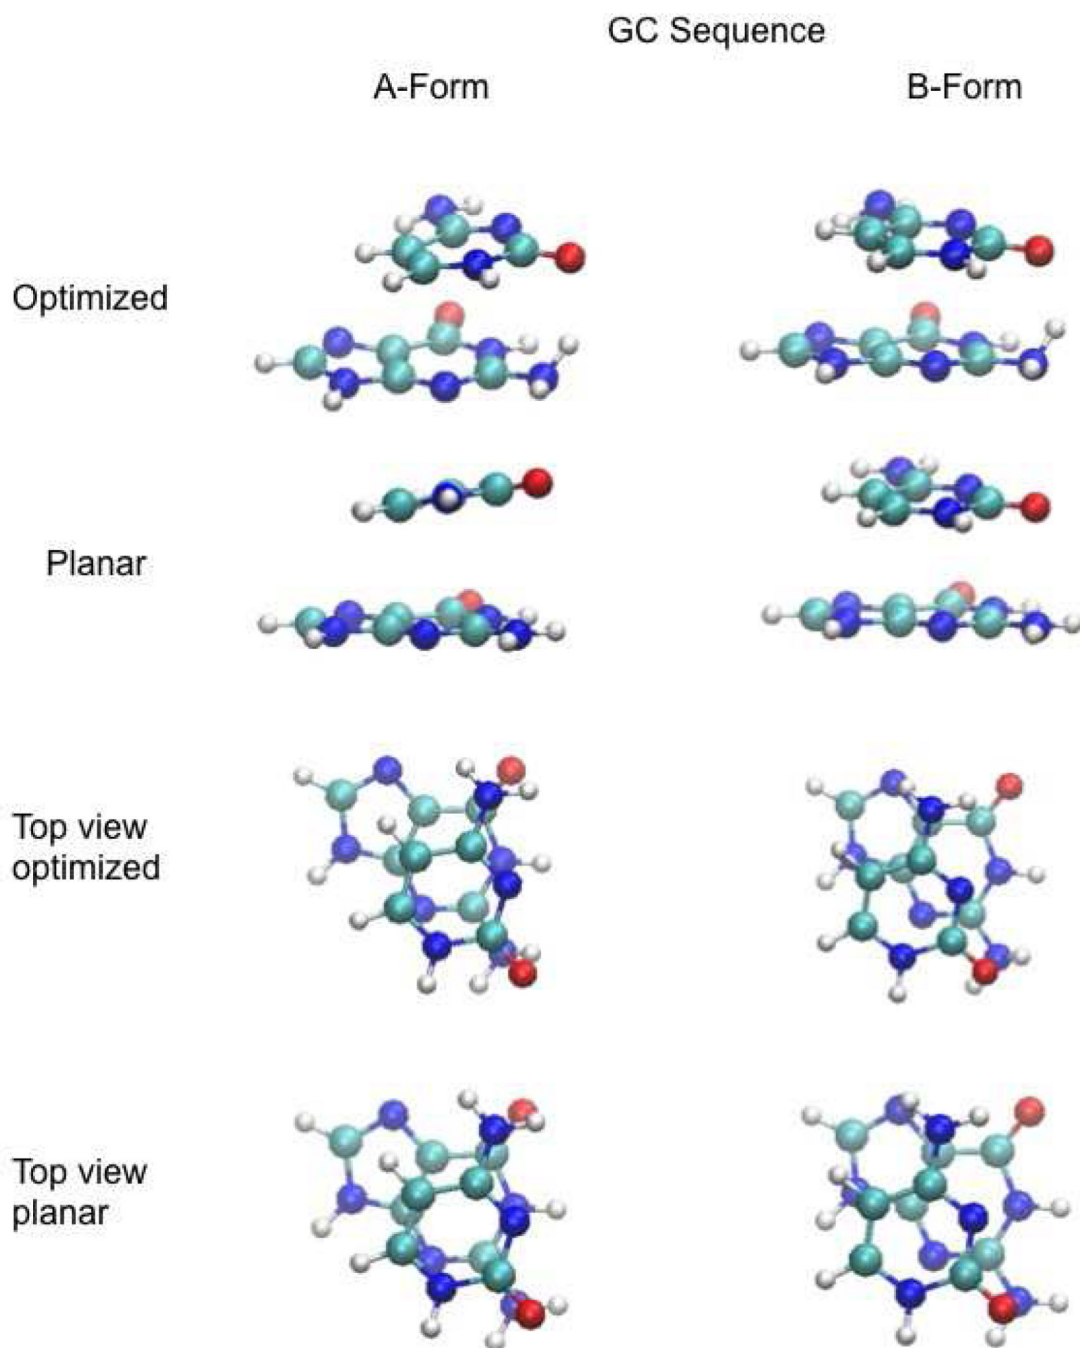 GC Sequence
A-Form
B-Form
Optimized
Planar
Top view
optimized
Top view
planar